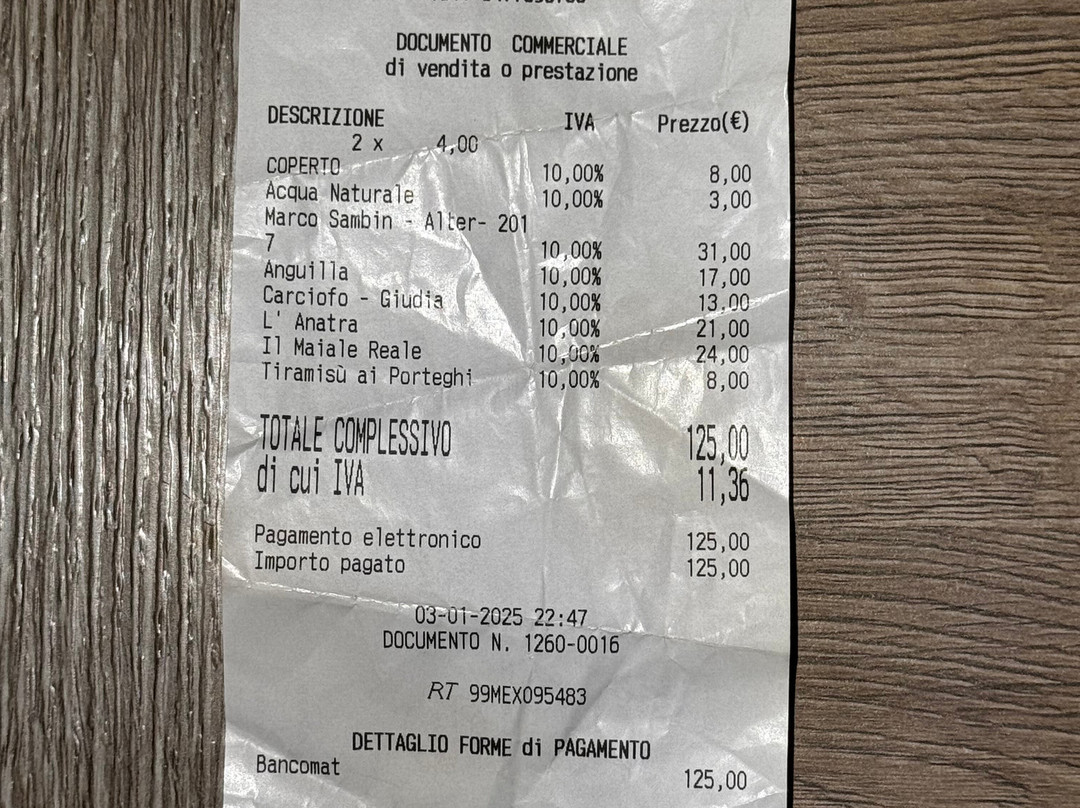 DOCUMENTO COMMERCIALE
di vendita o prestazione
DESCRIZIONE IVA Prezzo(€)
2 x 4,00
COPERTO 10,00% 8,00
Acqua Naturale 10,00% 3,00
Marco Sambin - Alter- 201
7 10,00% 31,00
Anguilla 10,00% 17,00
Carciofo - Giudia 10,00% 13,00
L' Anatra 10,00% 21,00
Il Maiale Reale 10,00% 24,00
Tiramisù ai Porteghi 10,00% 8,00
TOTALE COMPLESSIVO 125,00
di cui IVA 11,36
Pagamento elettronico 125,00
Importo pagato 125,00
03-01-2025 22:47
DOCUMENTO N. 1260-0016
RT 99MEX095483
DETTAGLIO FORME di PAGAMENTO
Bancomat 125,00